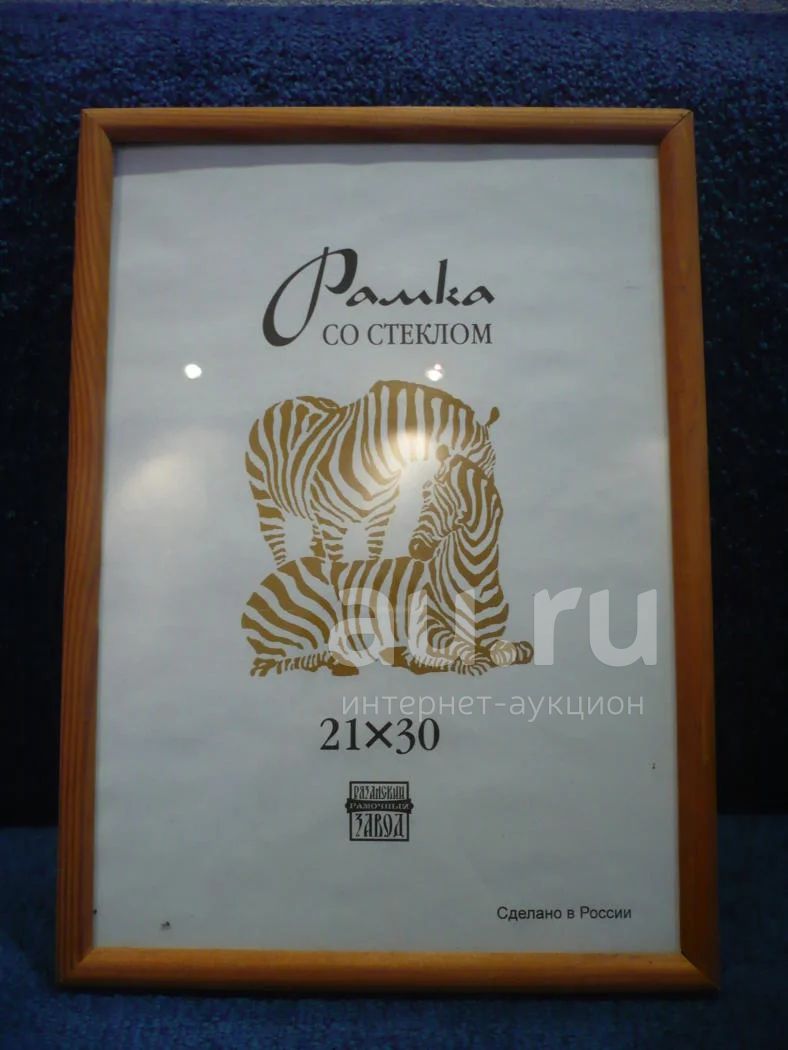 Рамка
СО СТЕКЛОМ
au.ru
интернет-аукцион
21×30
РЯЗАНСКИЙ
РАМОЧНЫЙ
ЗАВОД
Сделано в России